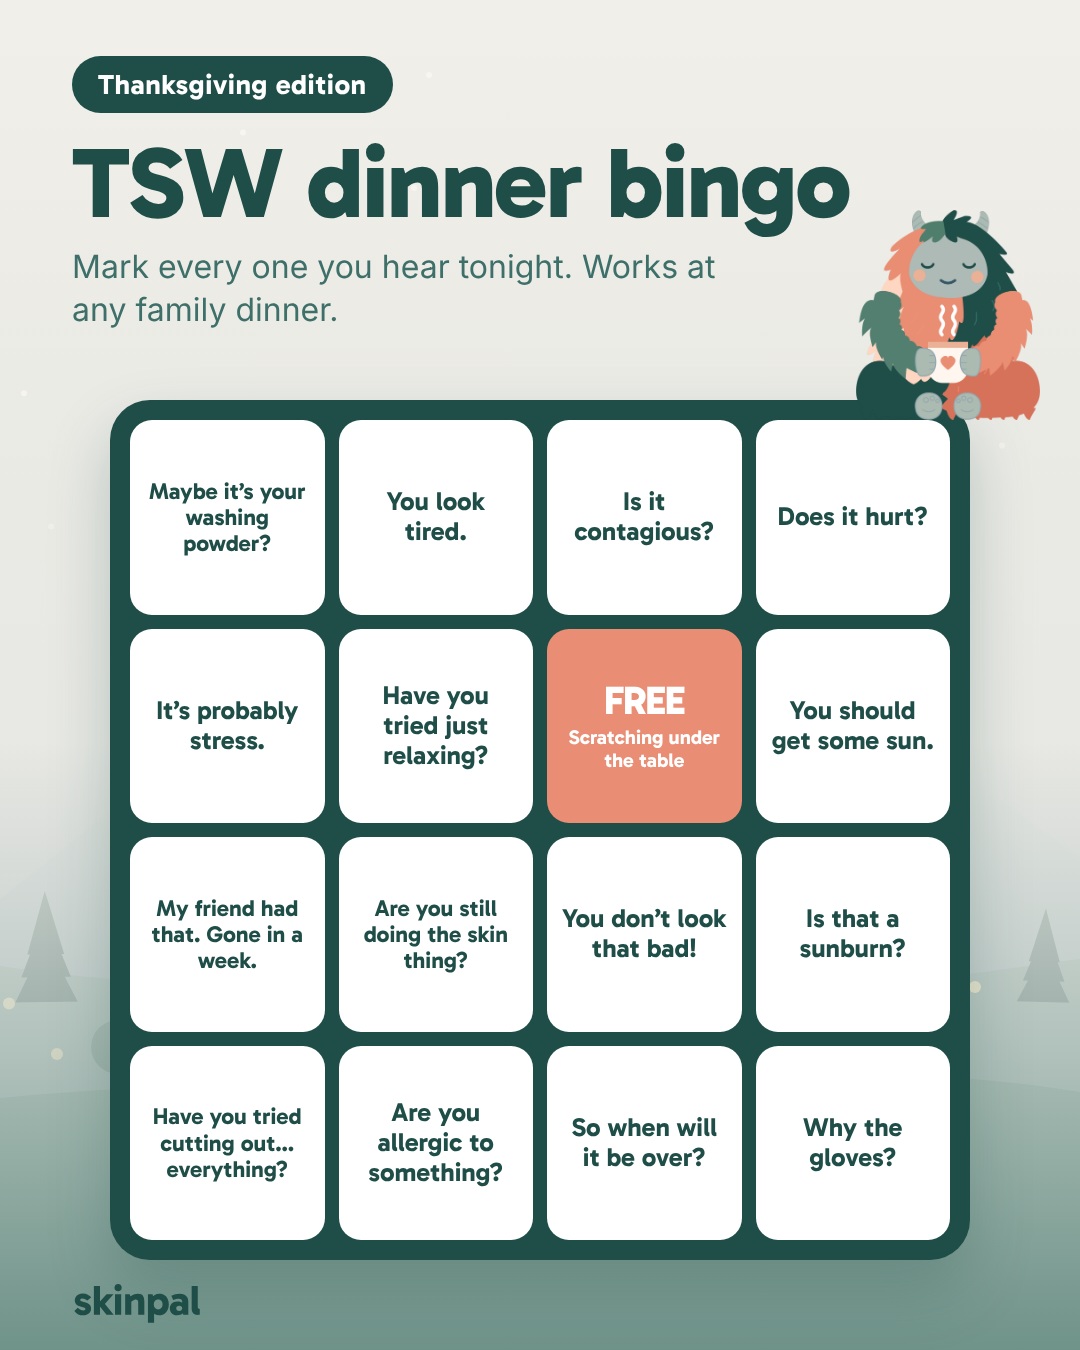 Thanksgiving edition
TSW dinner bingo
Mark every one you hear tonight. Works at
any family dinner.
Maybe it’s your
washing
powder?
You look
tired.
Is it
contagious?
Does it hurt?
It’s probably
stress.
Have you
tried just
relaxing?
FREE
Scratching under
the table
You should
get some sun.
My friend had
that. Gone in a
week.
Are you still
doing the skin
thing?
You don’t look
that bad!
Is that a
sunburn?
Have you tried
cutting out...
everything?
Are you
allergic to
something?
So when will
it be over?
Why the
gloves?
skinpal